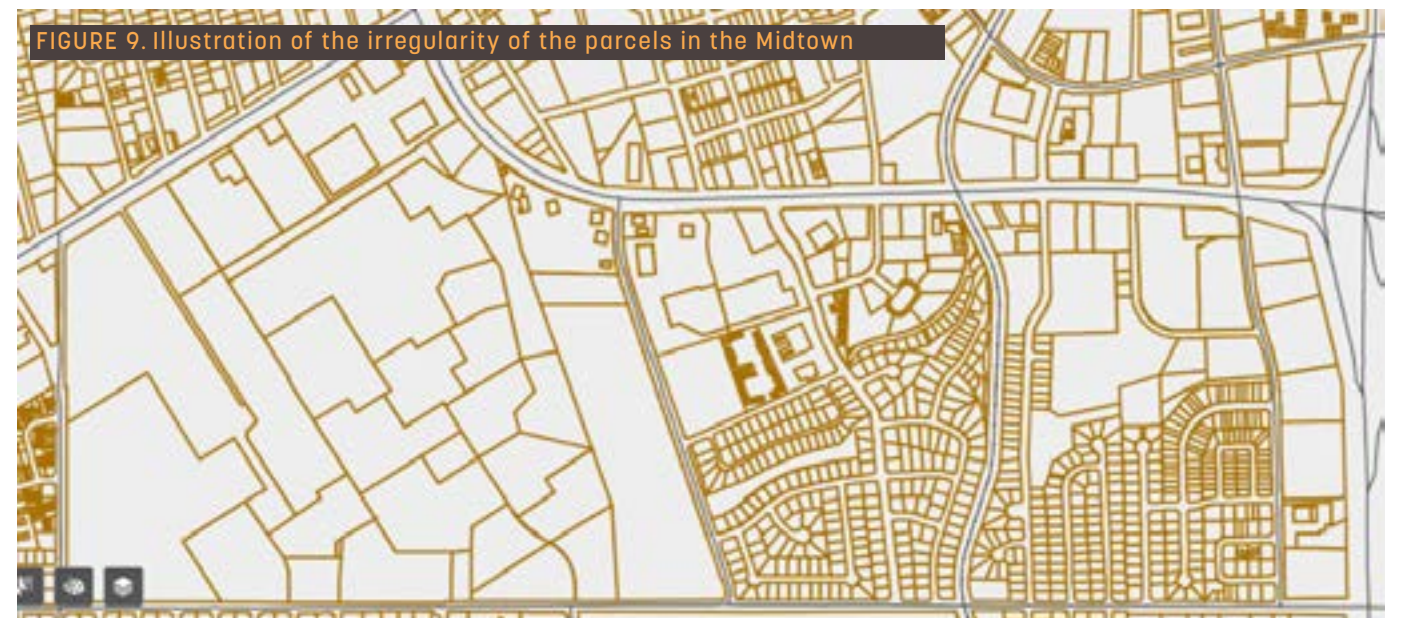 FIGURE 9. Illustration of the irregularity of the parcels in the Midtown